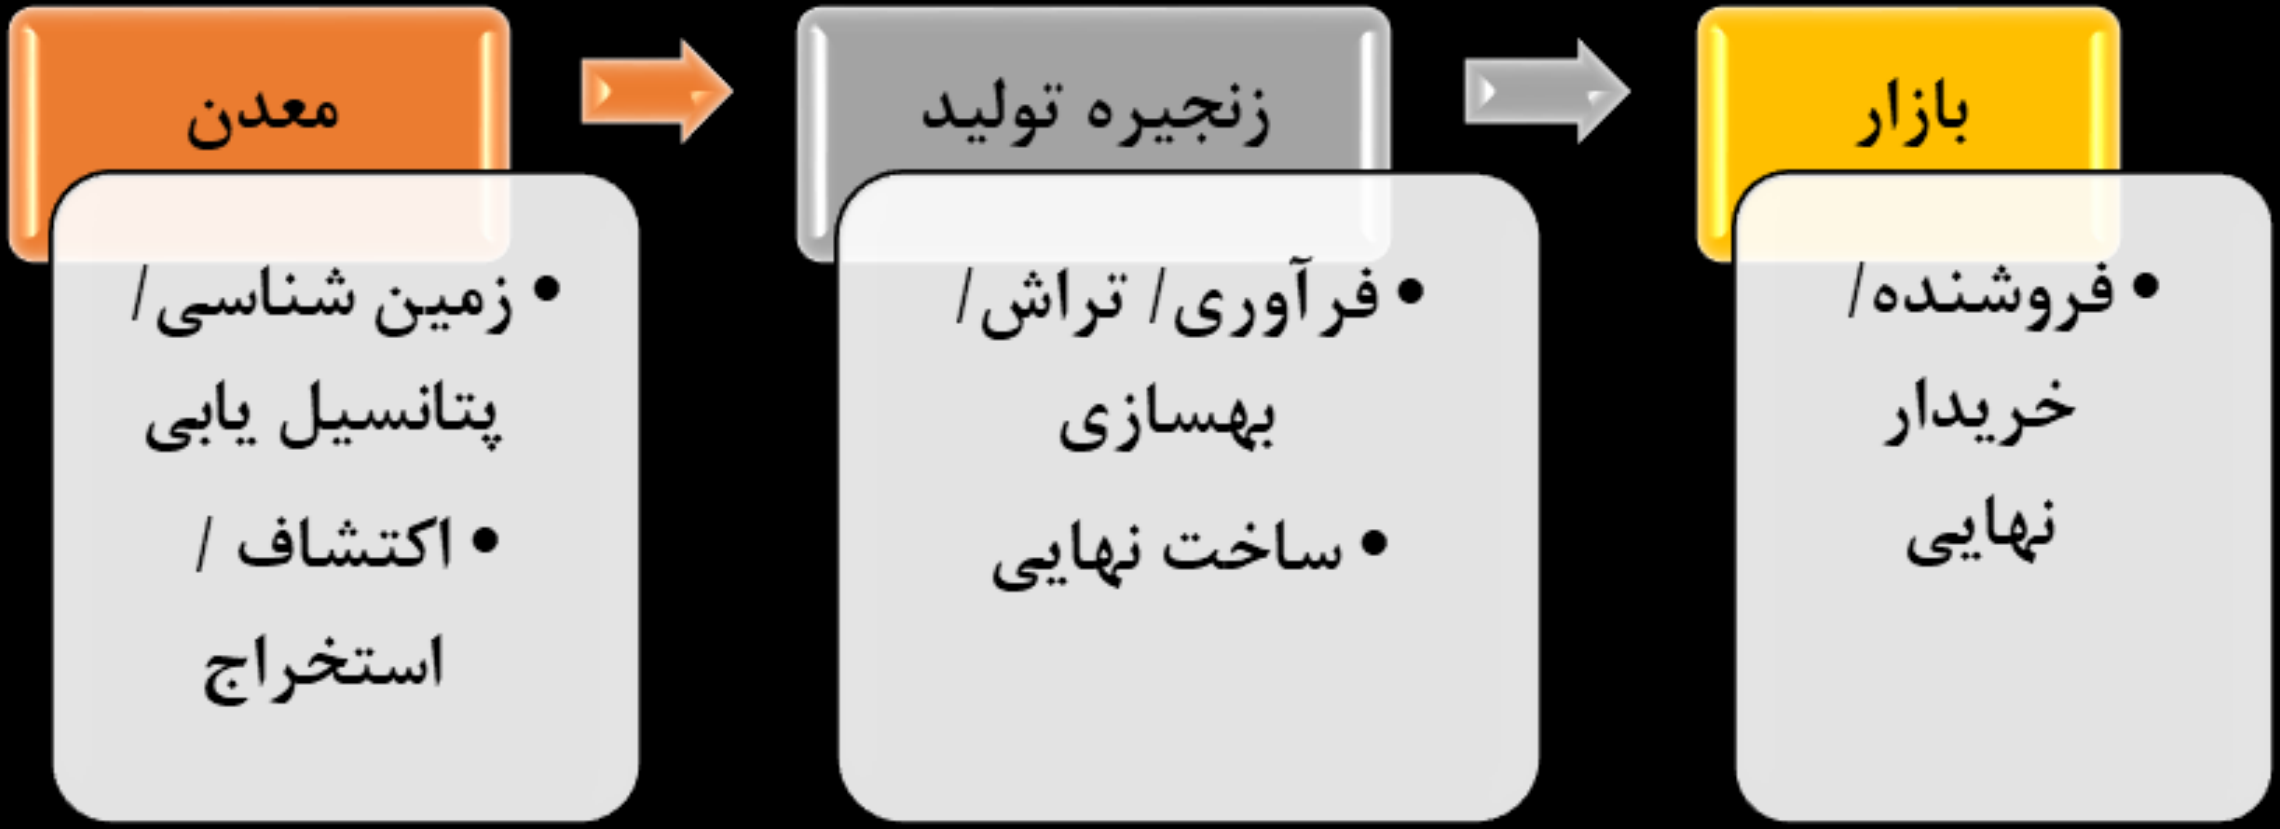 معدن
• زمین شناسی/
پتانسیل یابی
• اکتشاف /
استخراج
زنجیره تولید
• فرآوری/ تراش/
بهسازی
• ساخت نهایی
بازار
• فروشنده/
خریدار
نهایی